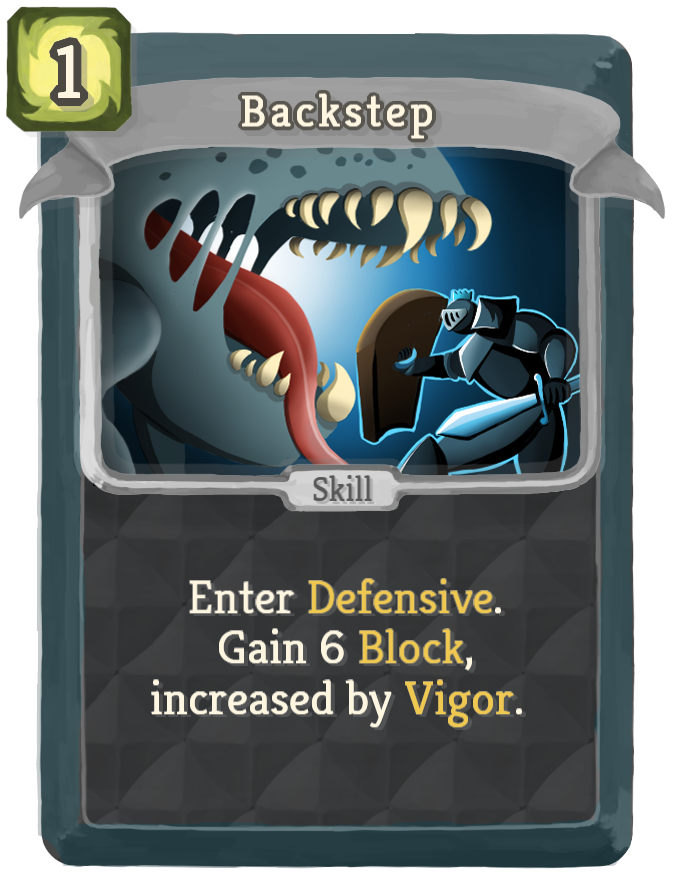 1
Backstep
Skill
Enter Defensive.
Gain 6 Block,
increased by Vigor.